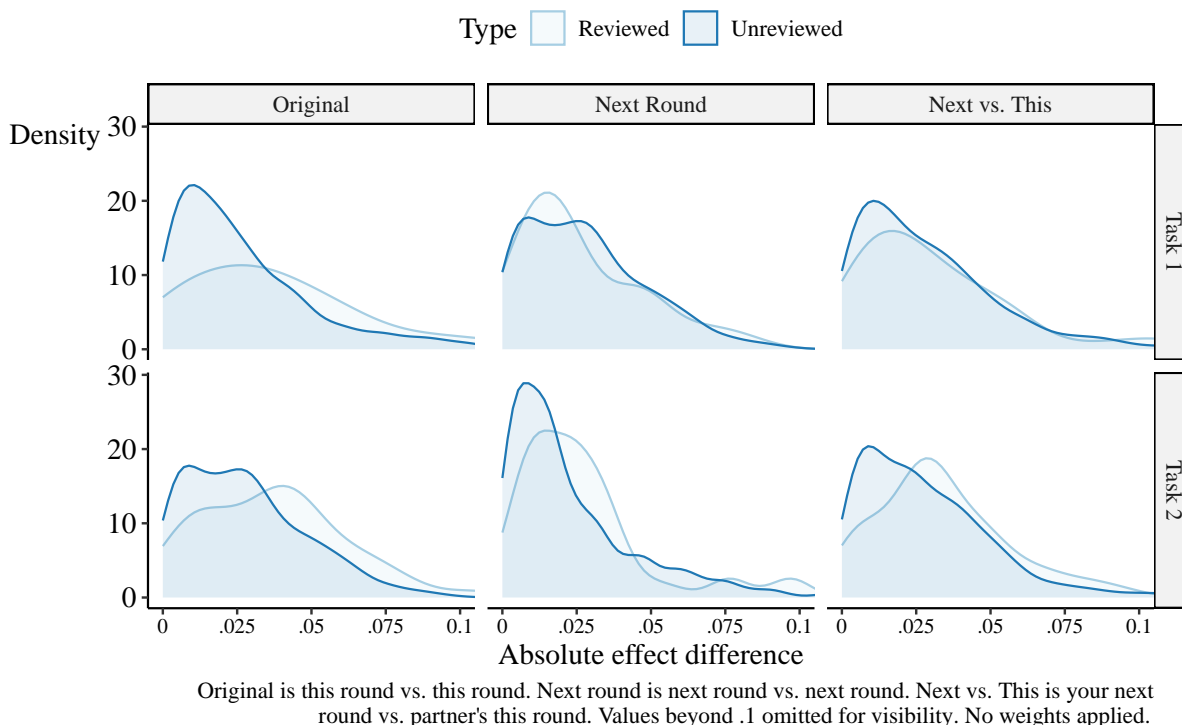 Type Reviewed Unreviewed
Original Next Round Next vs. This
Density
30
20
10
0
Task 1
30
20
10
0
Task 2
0 .025 .05 .075 0.1 0 .025 .05 .075 0.1 0 .025 .05 .075 0.1
Absolute effect difference
Original is this round vs. this round. Next round is next round vs. next round. Next vs. This is your next
round vs. partner's this round. Values beyond .1 omitted for visibility. No weights applied.